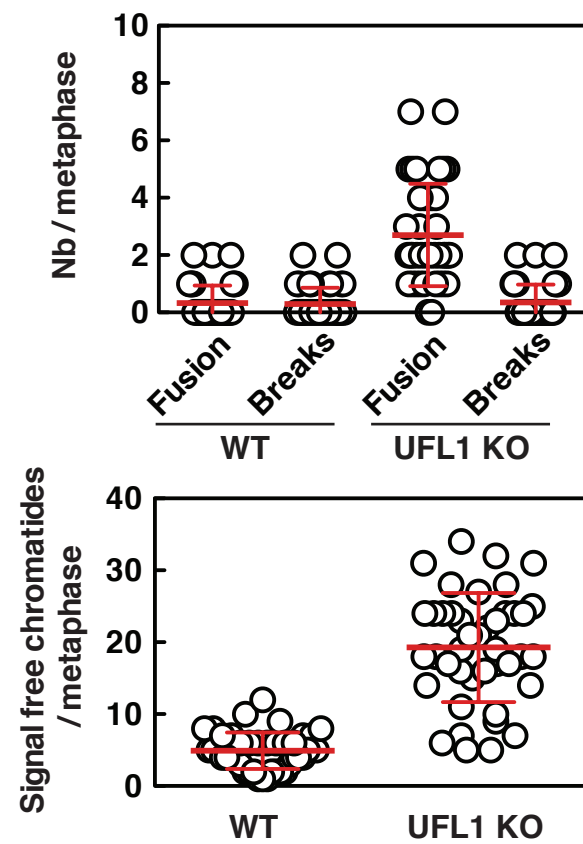 Nb / metaphase
10
8
6
4
2
0
Fusion
Breaks
Fusion
Breaks
WT
UFL1 KO
Signal free chromatides
/ metaphase
40
30
20
10
0
WT
UFL1 KO